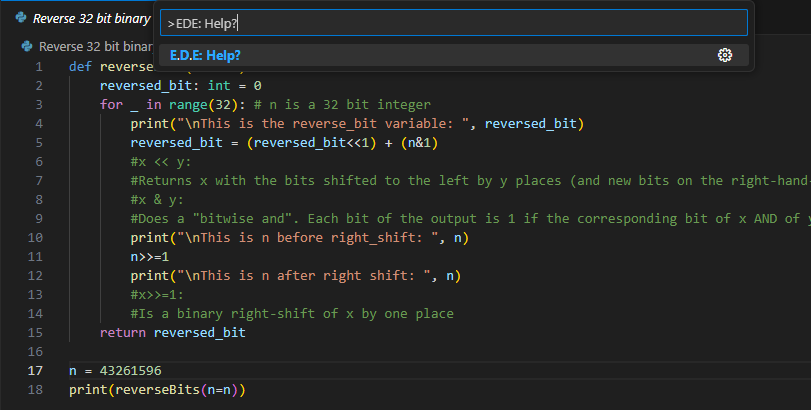 Reverse 32 bit binary
>EDE: Help?
E.D.E: Help?
Reverse 32 bit binar
1 def reverse
2 reversed_bit: int = 0
3 for _ in range(32): # n is a 32 bit integer
4 print("\nThis is the reverse_bit variable: ", reversed_bit)
5 reversed_bit = (reversed_bit<<1) + (n&1)
6 #x << y:
7 #Returns x with the bits shifted to the left by y places (and new bits on the right-hand-
8 #x & y:
9 #Does a "bitwise and". Each bit of the output is 1 if the corresponding bit of x AND of y
10 print("\nThis is n before right_shift: ", n)
11 n>>=1
12 print("\nThis is n after right shift: ", n)
13 #x>>=1:
14 #Is a binary right-shift of x by one place
15 return reversed_bit
16
17 n = 43261596
18 print(reverseBits(n=n))